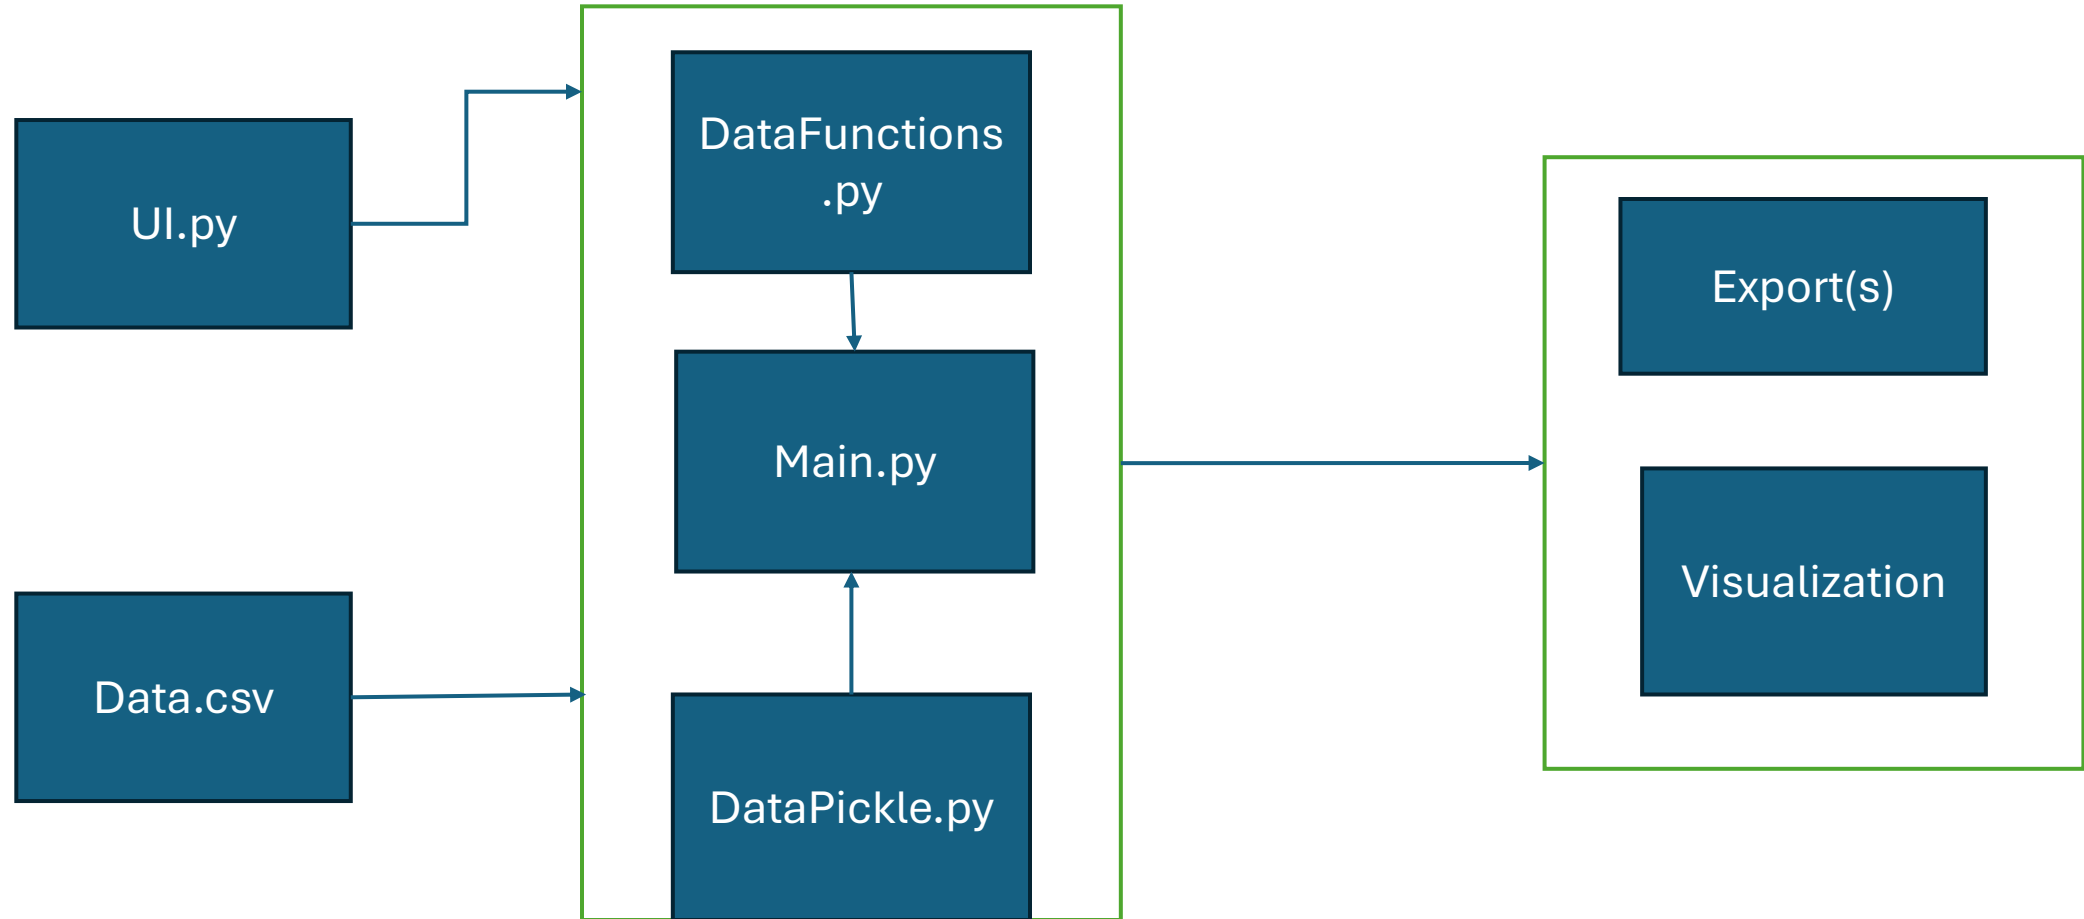 UI.py
Data.csv
DataFunctions
.py
Main.py
DataPickle.py
Export(s)
Visualization